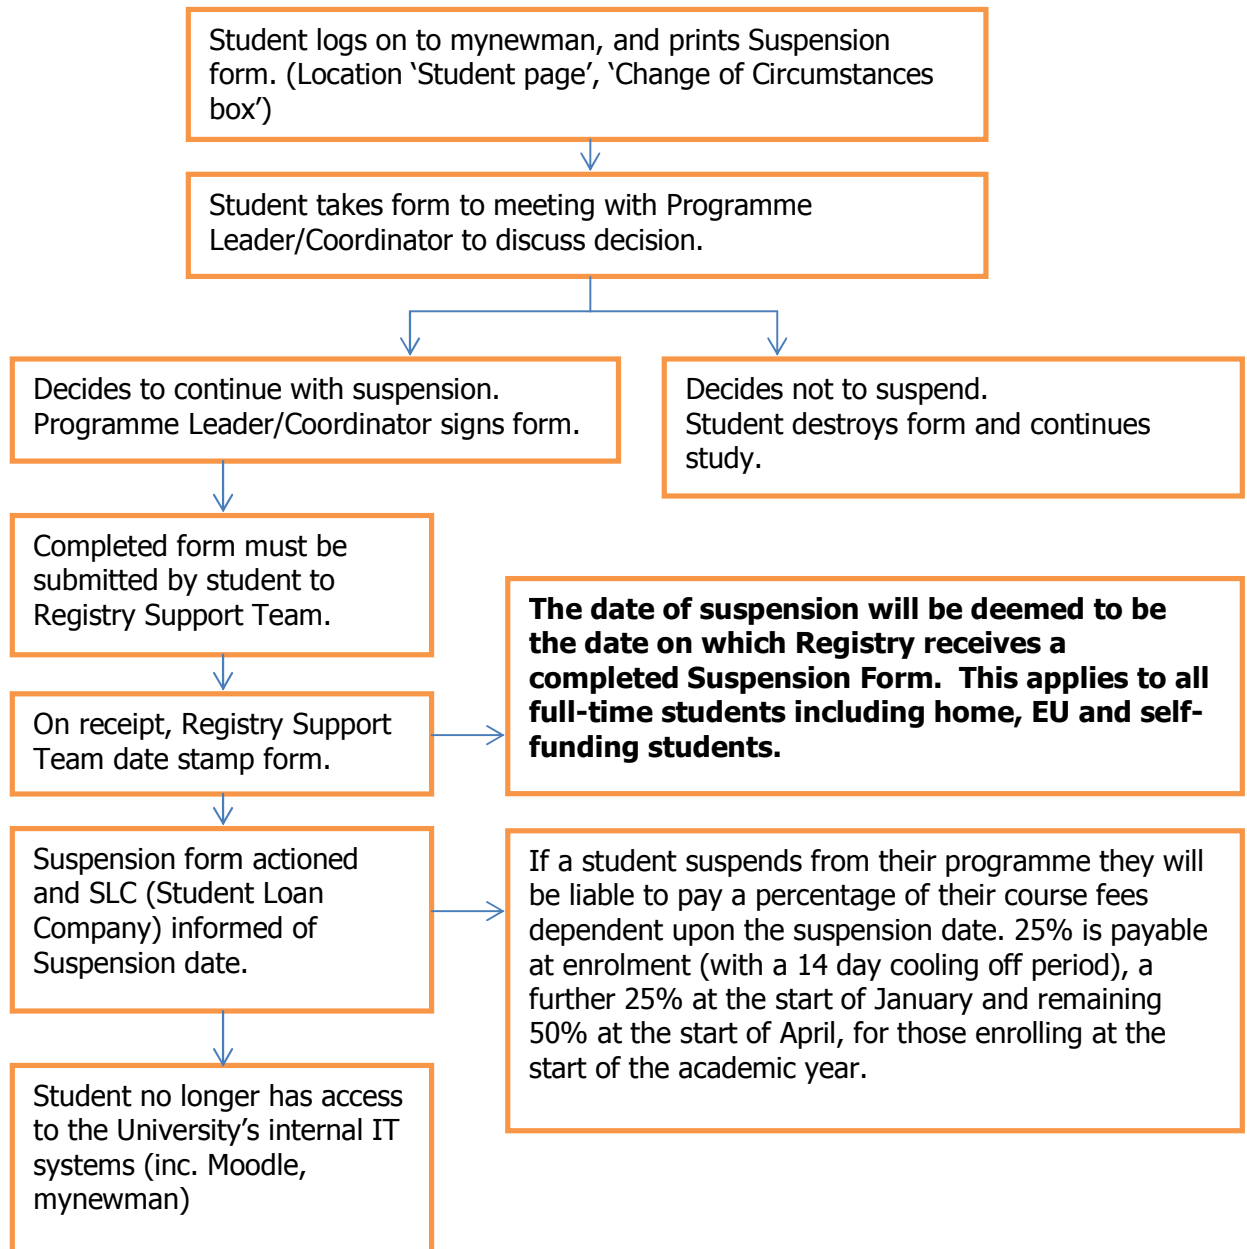 Student logs on to mynewman, and prints Suspension
form. (Location ‘Student page’, ‘Change of Circumstances
box’)
Student takes form to meeting with Programme
Leader/Coordinator to discuss decision.
Decides to continue with suspension.
Programme Leader/Coordinator signs form.
Decides not to suspend.
Student destroys form and continues
study.
Completed form must be
submitted by student to
Registry Support Team.
The date of suspension will be deemed to be
the date on which Registry receives a
completed Suspension Form.  This applies to all
full-time students including home, EU and self-
funding students.
On receipt, Registry Support
Team date stamp form.
Suspension form actioned
and SLC (Student Loan
Company) informed of
Suspension date.
If a student suspends from their programme they will
be liable to pay a percentage of their course fees
dependent upon the suspension date. 25% is payable
at enrolment (with a 14 day cooling off period), a
further 25% at the start of January and remaining
50% at the start of April, for those enrolling at the
start of the academic year.
Student no longer has access
to the University’s internal IT
systems (inc. Moodle,
mynewman)